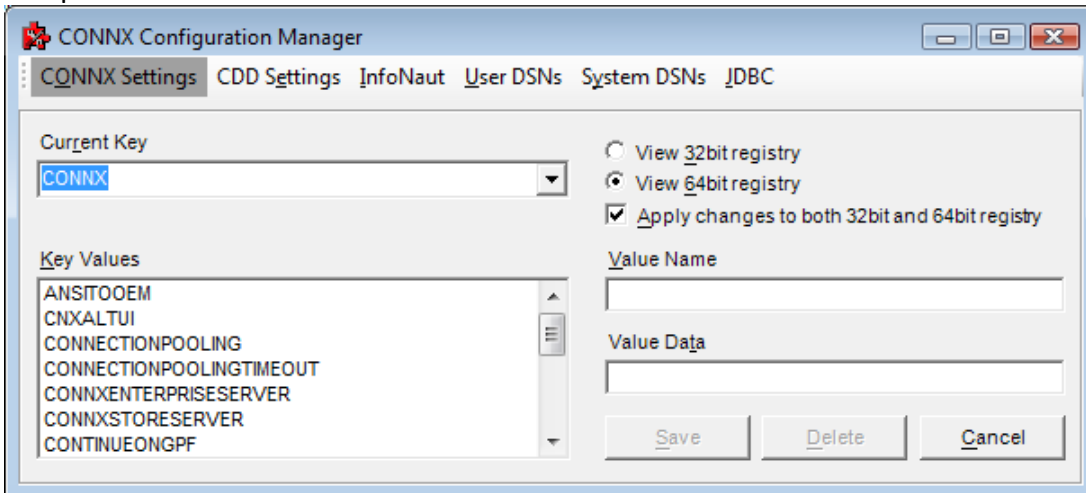 CONNX Configuration Manager
CONNX Settings CDD Settings InfoNaut User DSNs System DSNs JDBC
Current Key
CONNX
View 32bit registry
View 64bit registry
Apply changes to both 32bit and 64bit registry
Key Values
ANSITOOEM
CNXALTUI
CONNECTIONPOOLING
CONNECTIONPOOLINGTIMEOUT
CONNXENTERPRISESERVER
CONNXSTORESERVER
CONTINUEONGPF
Value Name
Value Data
Save Delete Cancel